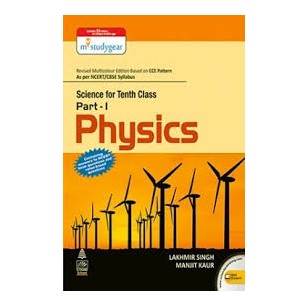 m studygear
Revised Multicolour Edition Based on CCE Pattern
As per NCERT/CBSE Syllabus
Science for Tenth Class
Part - I
Physics
LAKHMIR SINGH
MANJIT KAUR